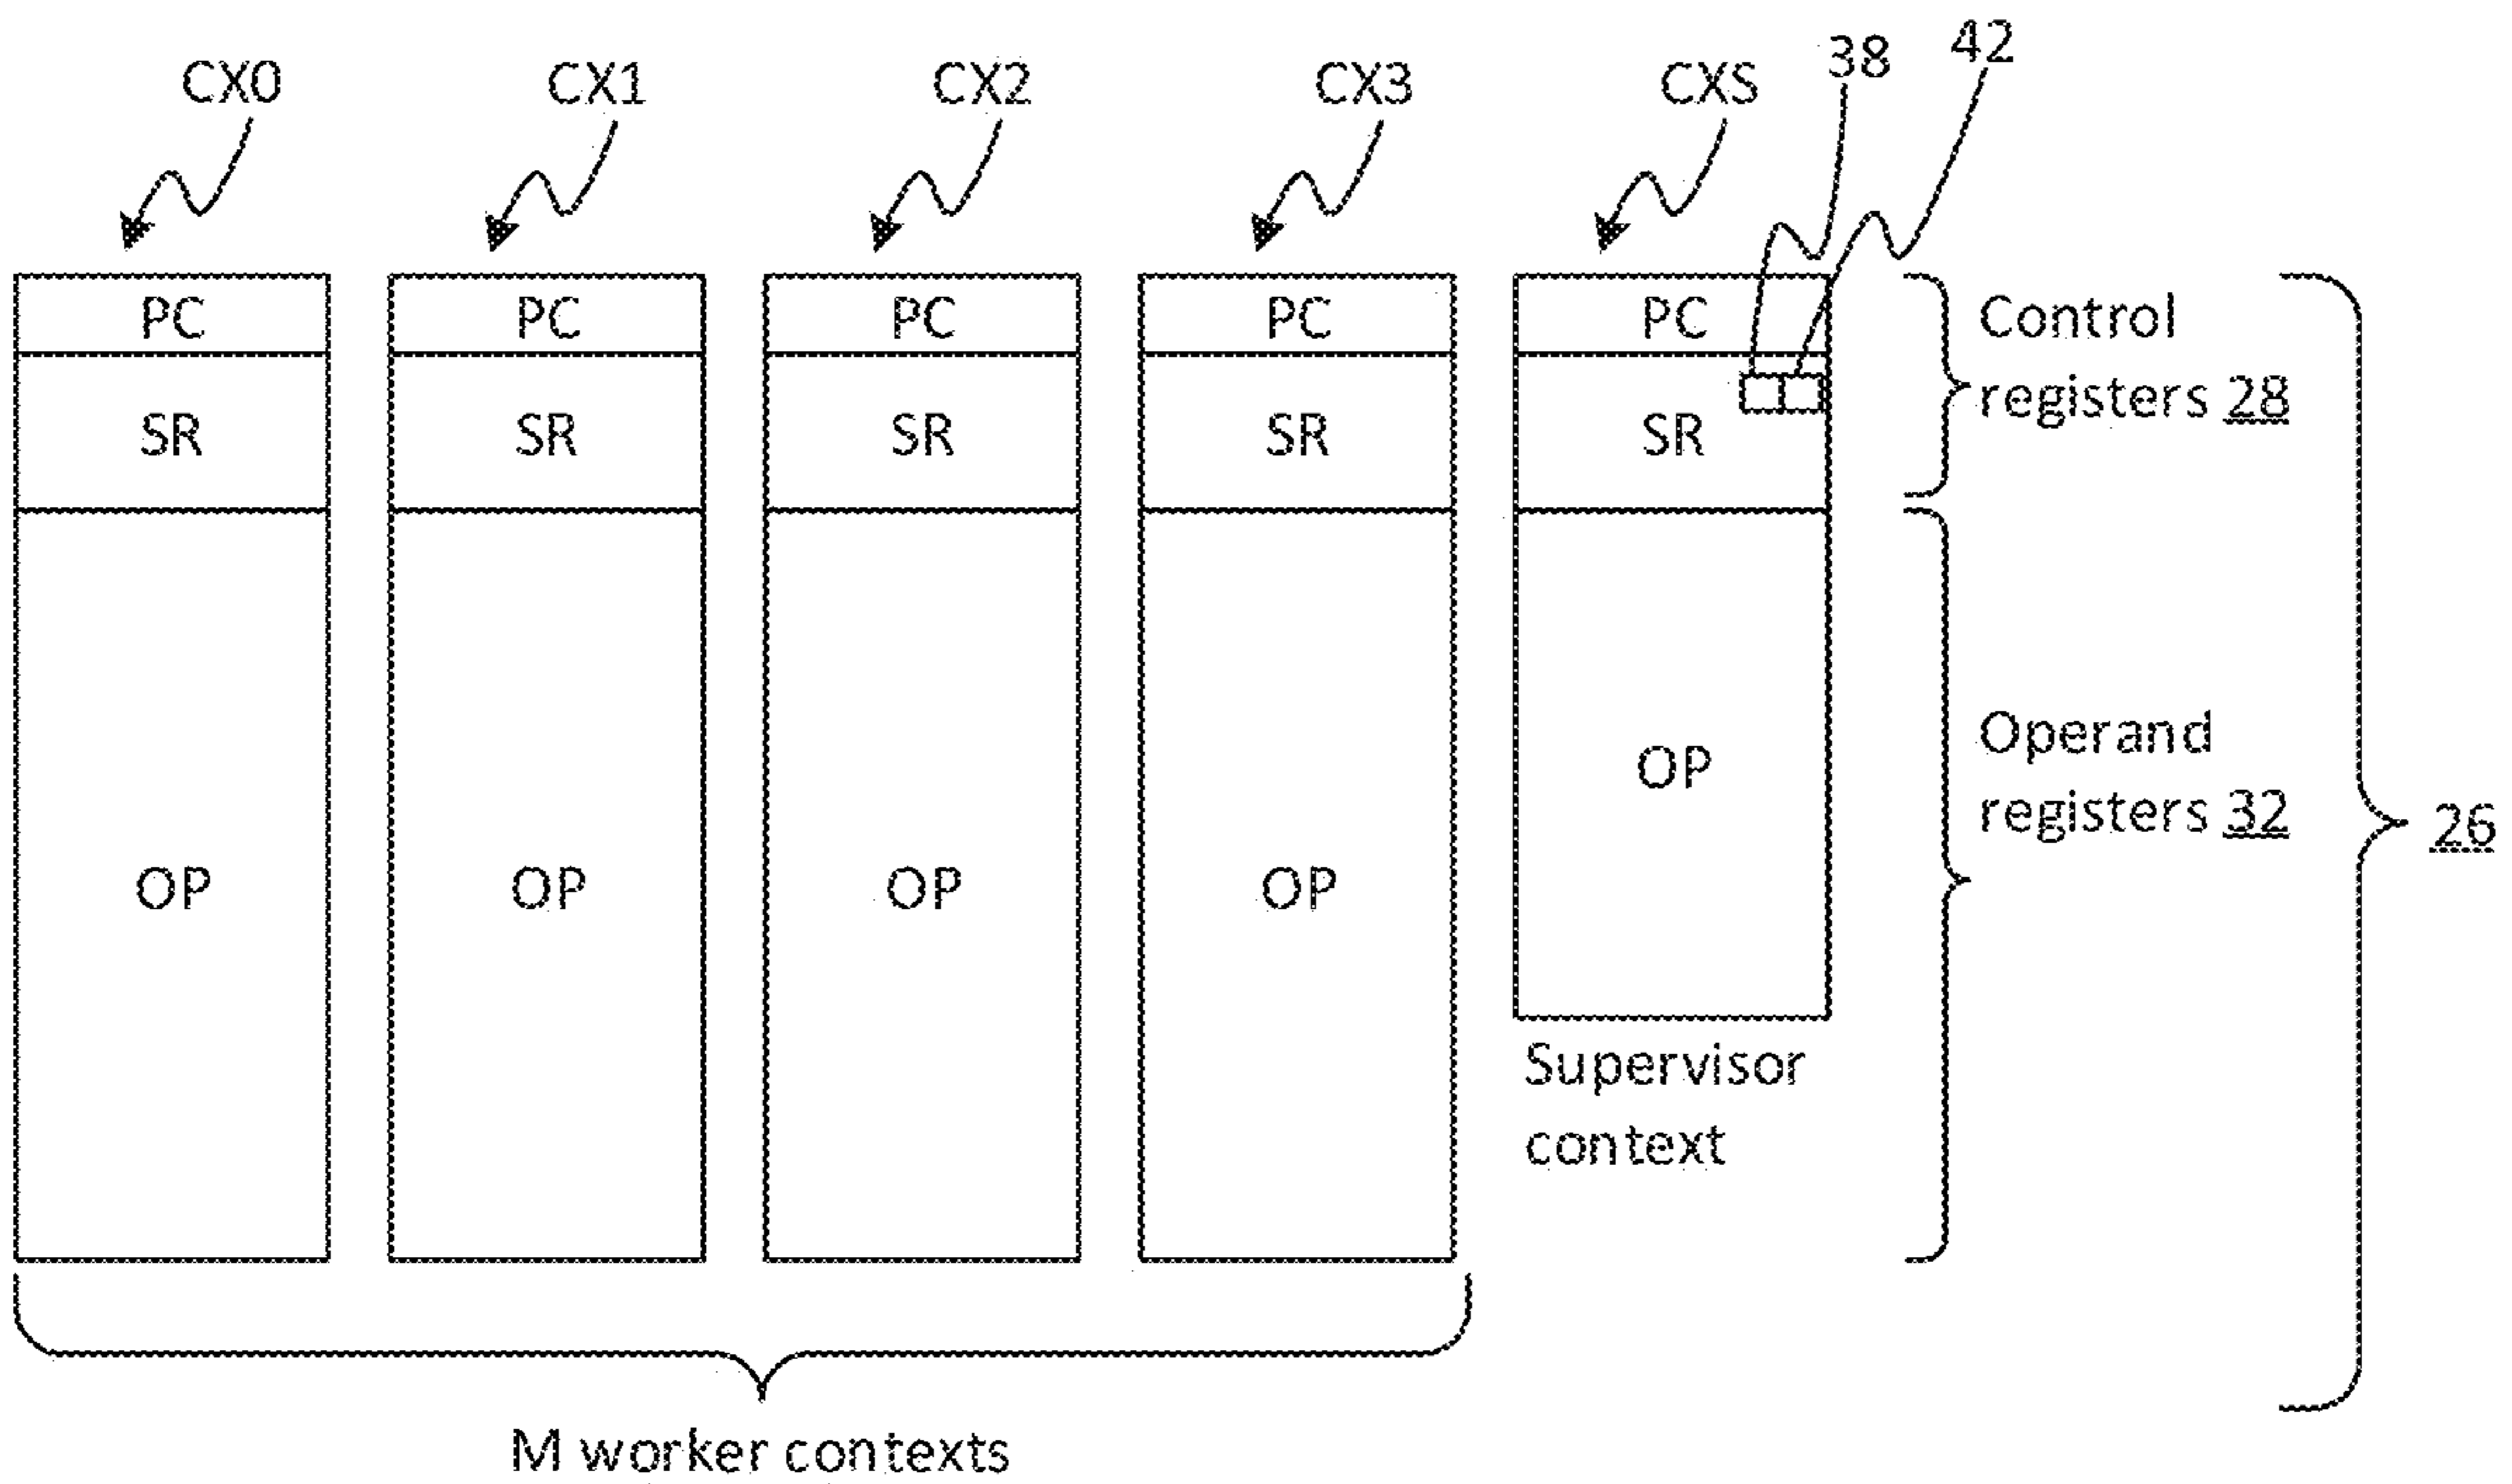 CX0
CX1
CX2
CX3
CXS
38
42
PC
PC
PC
PC
PC
Control
registers 28
SR
SR
SR
SR
SR
OP
OP
OP
OP
OP
Operand
registers 32
26
Supervisor
context
M worker contexts